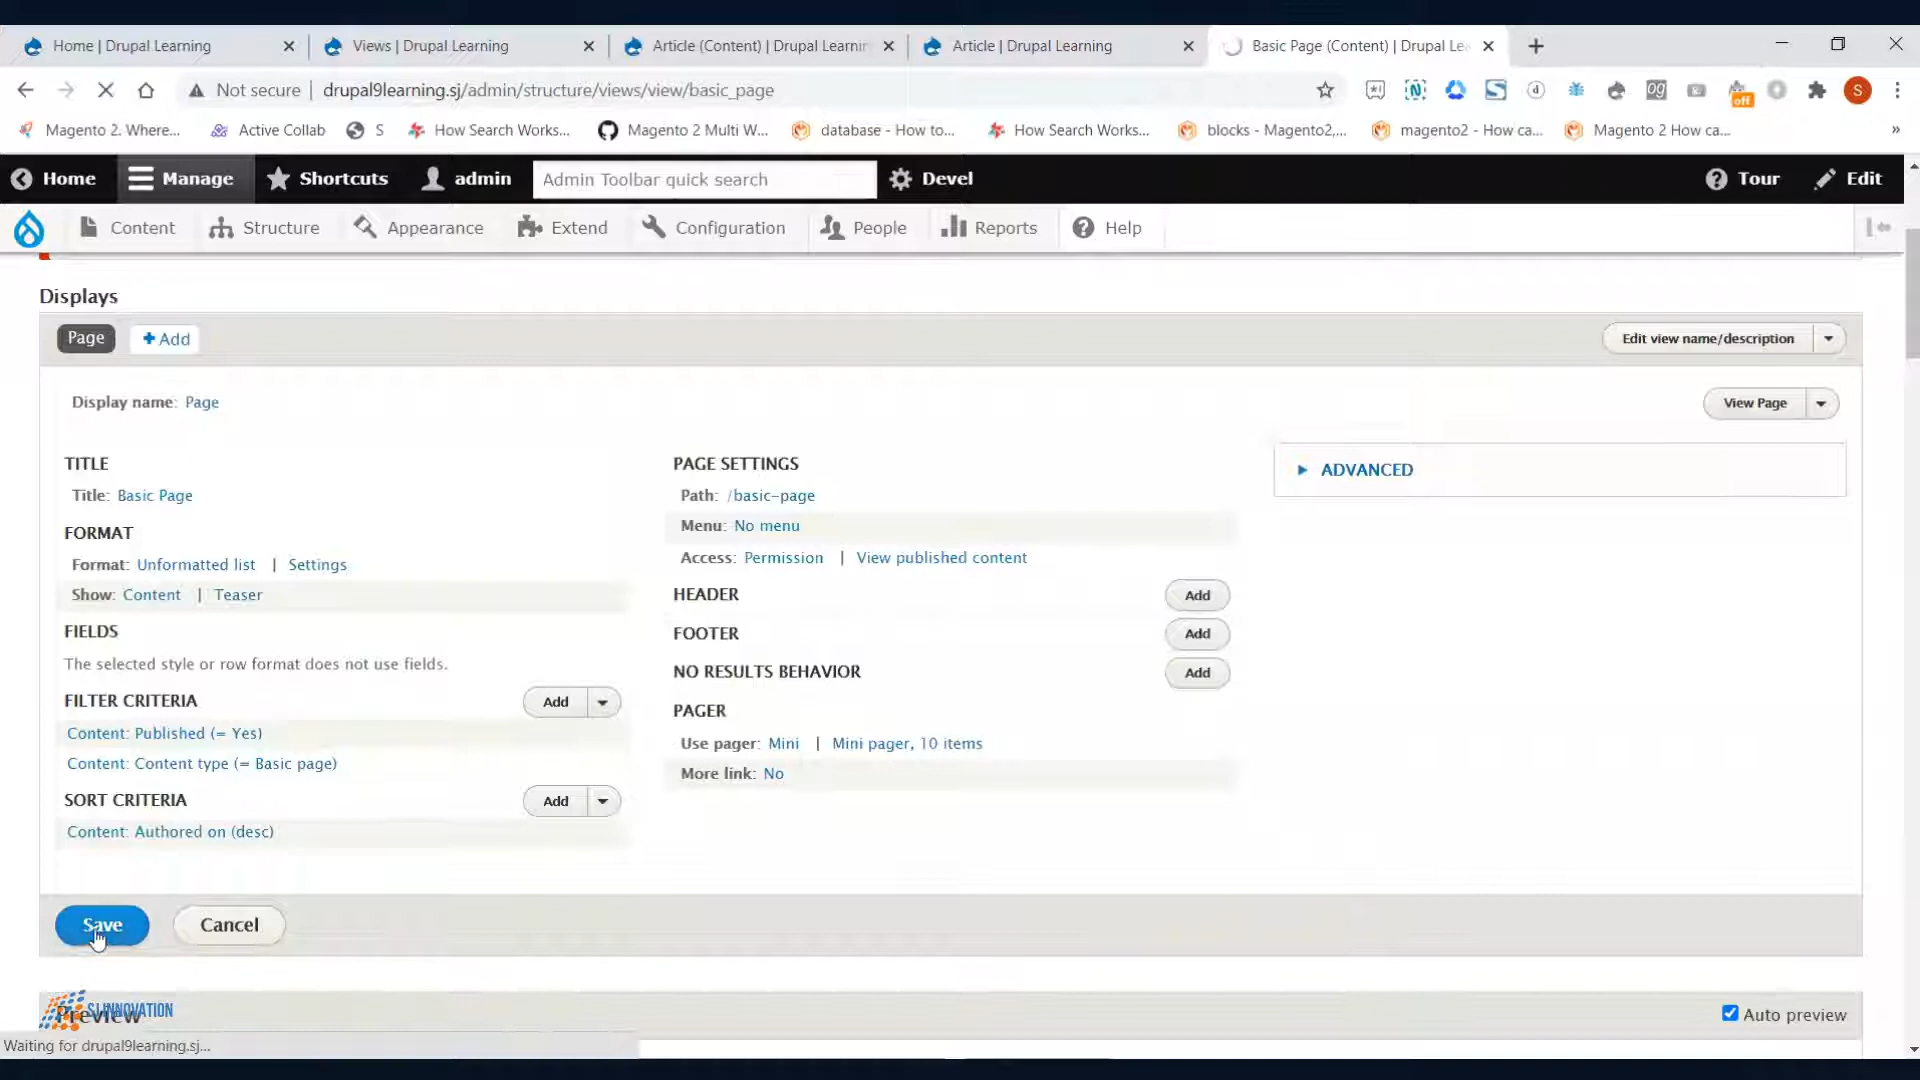 Home | Drupal Learning
Views | Drupal Learning
Article (Content) | Drupal Learnin
Article | Drupal Learning
Basic Page (Content) | Drupal Le
Not secure | drupal9learning.sj/admin/structure/views/view/basic_page
off
S
Magento 2. Where...
Active Collab
S
How Search Works...
Magento 2 Multi W...
database - How to...
How Search Works...
blocks - Magento2,...
magento2 - How ca...
Magento 2 How ca...
Home
Manage
Shortcuts
admin
Admin Toolbar quick search
Devel
Tour
Edit
Content
Structure
Appearance
Extend
Configuration
People
Reports
Help
Displays
Page
Add
Edit view name/description
Display name: Page
View Page
TITLE
Title: Basic Page
FORMAT
Format: Unformatted list | Settings
Show: Content | Teaser
FIELDS
The selected style or row format does not use fields.
FILTER CRITERIA
Add
Content: Published (= Yes)
Content: Content type (= Basic page)
SORT CRITERIA
Add
Content: Authored on (desc)
PAGE SETTINGS
Path: /basic-page
Menu: No menu
Access: Permission | View published content
HEADER
Add
FOOTER
Add
NO RESULTS BEHAVIOR
Add
PAGER
Use pager: Mini | Mini pager, 10 items
More link: No
ADVANCED
Save
Cancel
Preview
SJ INNOVATION
Auto preview
Waiting for drupal9learning.sj...